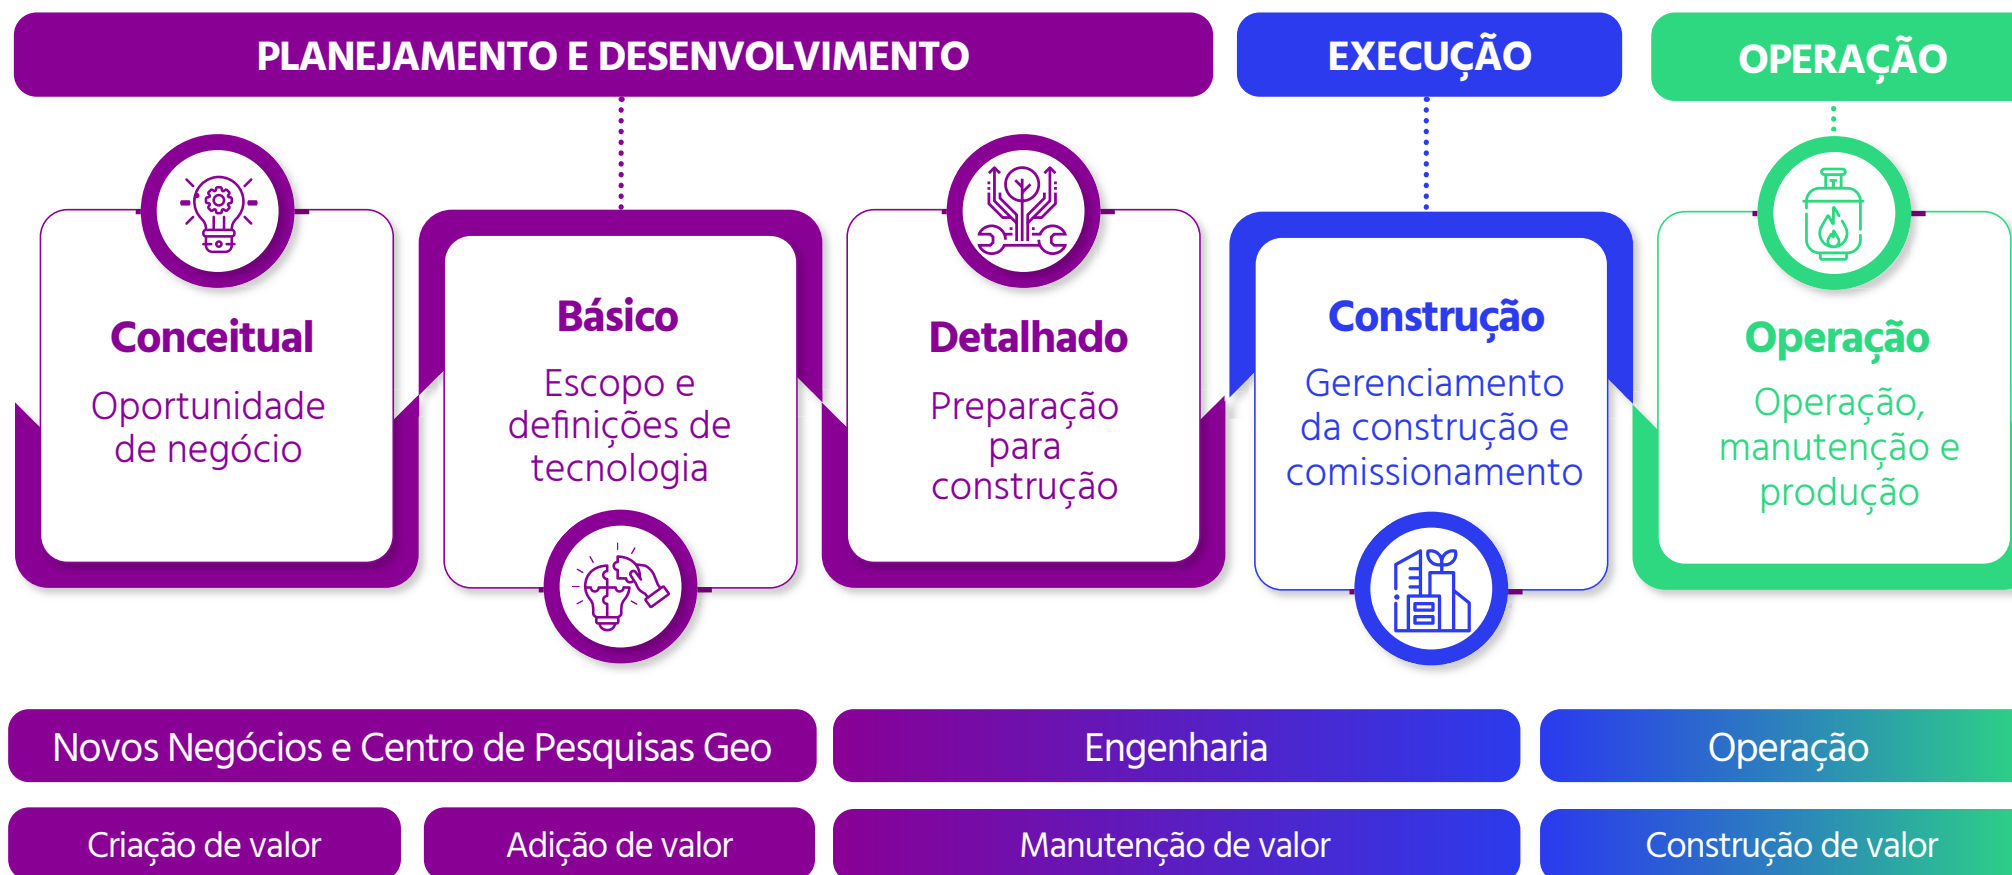 PLANEJAMENTO E DESENVOLVIMENTO
EXECUÇÃO
OPERAÇÃO
Conceitual
Oportunidade
de negócio
Básico
Escopo e
definições de
tecnologia
Detalhado
Preparação
para
construção
Construção
Gerenciamento
da construção e
comissionamento
Operação
Operação,
manutenção e
produção
Novos Negócios e Centro de Pesquisas Geo
Engenharia
Operação
Criação de valor
Adição de valor
Manutenção de valor
Construção de valor